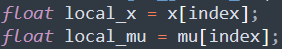 float local_x = x[index];
float local_mu = mu[index];